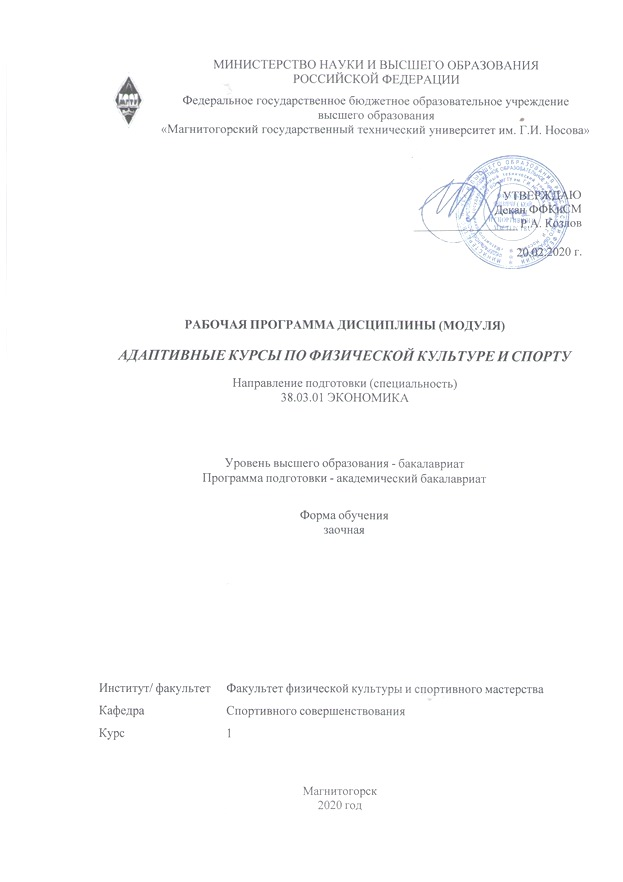 МИНИСТЕРСТВО НАУКИ И ВЫСШЕГО ОБРАЗОВАНИЯ
РОССИЙСКОЙ ФЕДЕРАЦИИ
Федеральное государственное бюджетное образовательное учреждение
высшего образования
«Магнитогорский государственный технический университет им. Г.И. Носова»
УТВЕРЖДАЮ
Декан ФФКиСМ
Р.А. Козлов
20.02.2020 г.
РАБОЧАЯ ПРОГРАММА ДИСЦИПЛИНЫ (МОДУЛЯ)
АДАПТИВНЫЕ КУРСЫ ПО ФИЗИЧЕСКОЙ КУЛЬТУРЕ И СПОРТУ
Направление подготовки (специальность)
38.03.01 ЭКОНОМИКА
Уровень высшего образования - бакалавриат
Программа подготовки - академический бакалавриат
Форма обучения
заочная
Институт/ факультет Факультет физической культуры и спортивного мастерства
Кафедра Спортивного совершенствования
Курс 1
Магнитогорск
2020 год